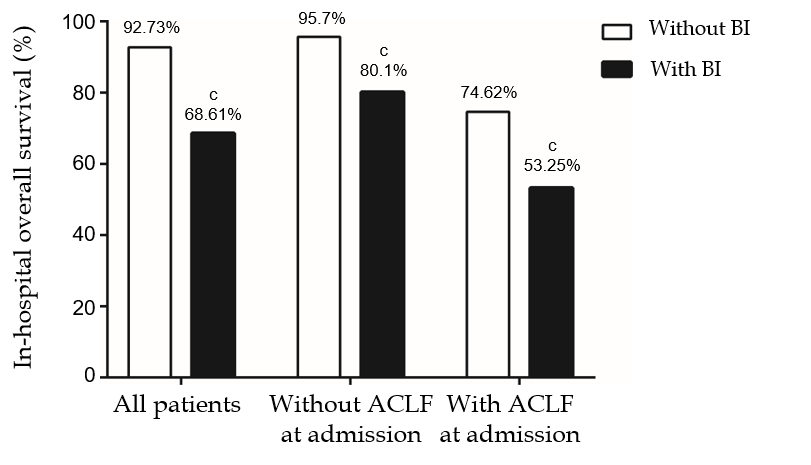 In-hospital overall survival (%)
100
80
60
40
20
0
92.73%
c
68.61%
95.7%
c
80.1%
74.62%
c
53.25%
Without BI
With BI
All patients
Without ACLF
at admission
With ACLF
at admission